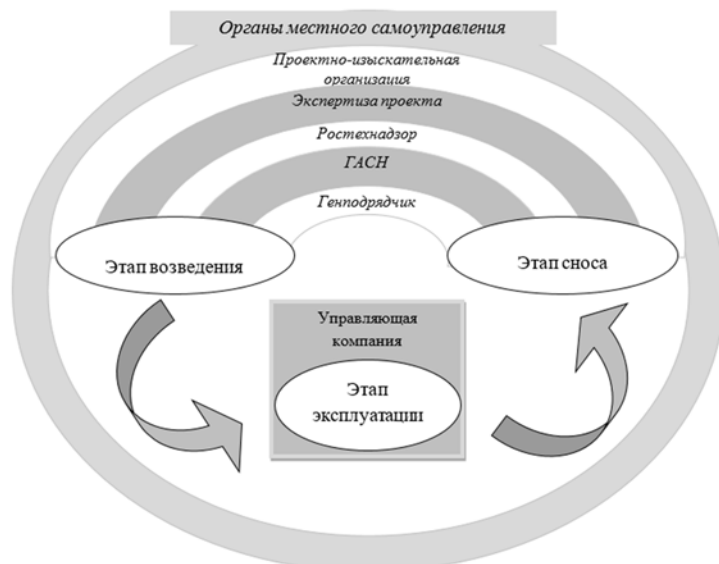 Органы местного самоуправления
Проектно-изыскательная
организация
Экспертиза проекта
Ростехнадзор
ГАСН
Генподрядчик
Этап возведения
Этап сноса
Управляющая
компания
Этап
эксплуатации